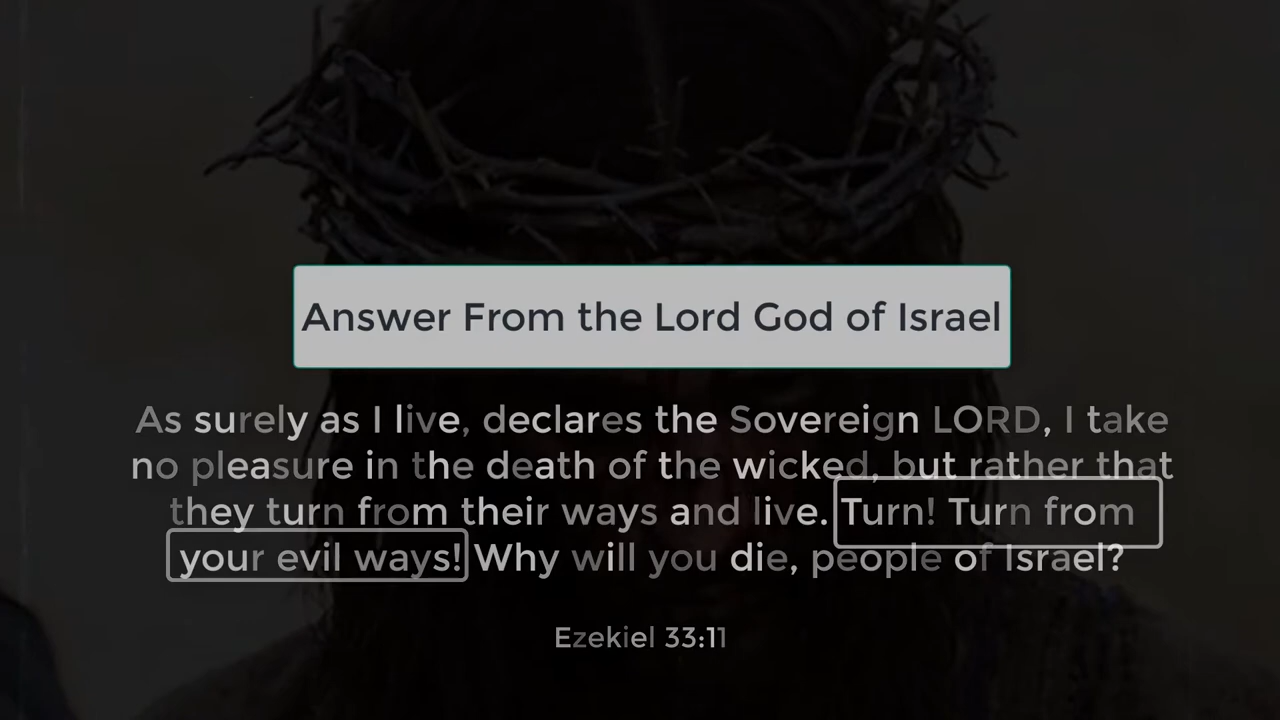 Answer From the Lord God of Israel
As surely as I live, declares the Sovereign LORD, I take
no pleasure in the death of the wicked, but rather that
they turn from their ways and live. Turn! Turn from
your evil ways! Why will you die, people of Israel?
Ezekiel 33:11